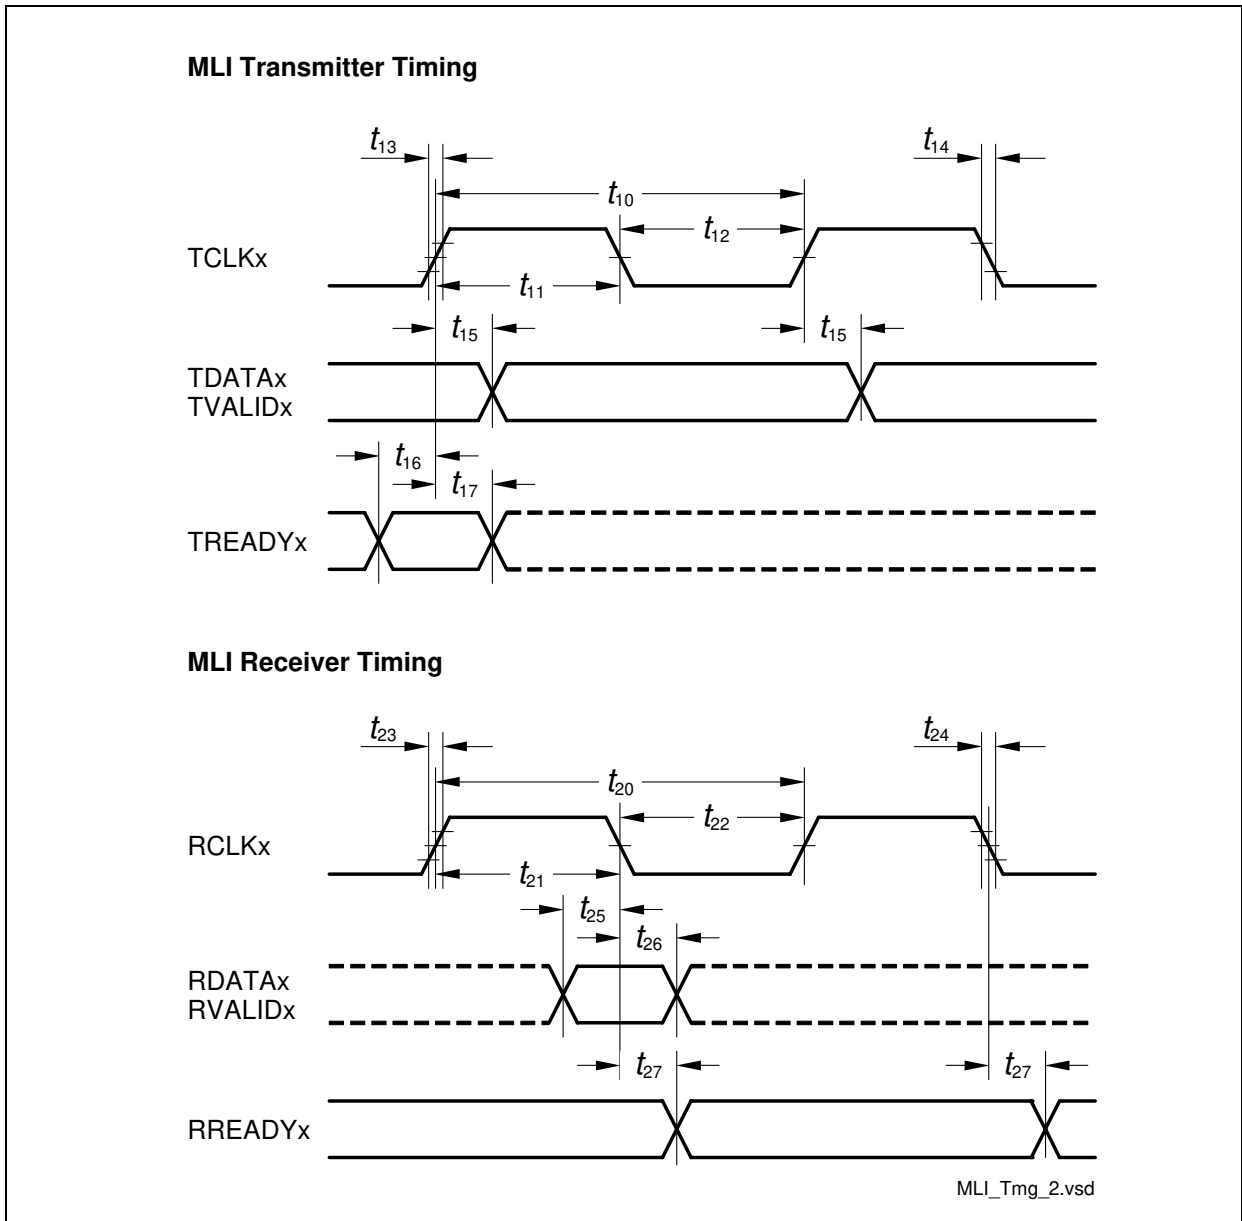 MLI Transmitter Timing
t13
t14
t10
t12
TCLKx
t11
t15
t15
TDATAx
TVALIDx
t16
t17
TREADYx
MLI Receiver Timing
t23
t24
t20
t22
RCLKx
t21
t25
t26
RDATAx
RVALIDx
t27
t27
RREADYx
MLI_Tmg_2.vsd